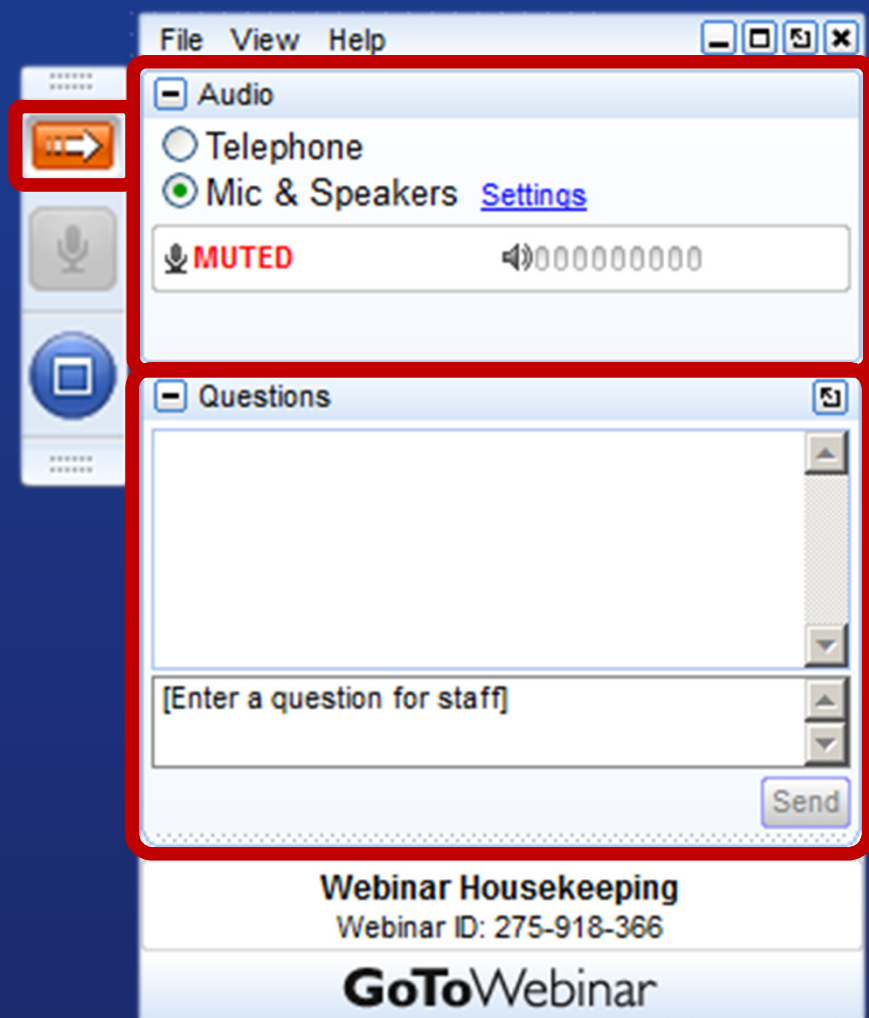 File View Help
Audio
Telephone
Mic & Speakers Settings
MUTED
Questions
[Enter a question for staff]
Send
Webinar Housekeeping
Webinar ID: 275-918-366
GoToWebinar